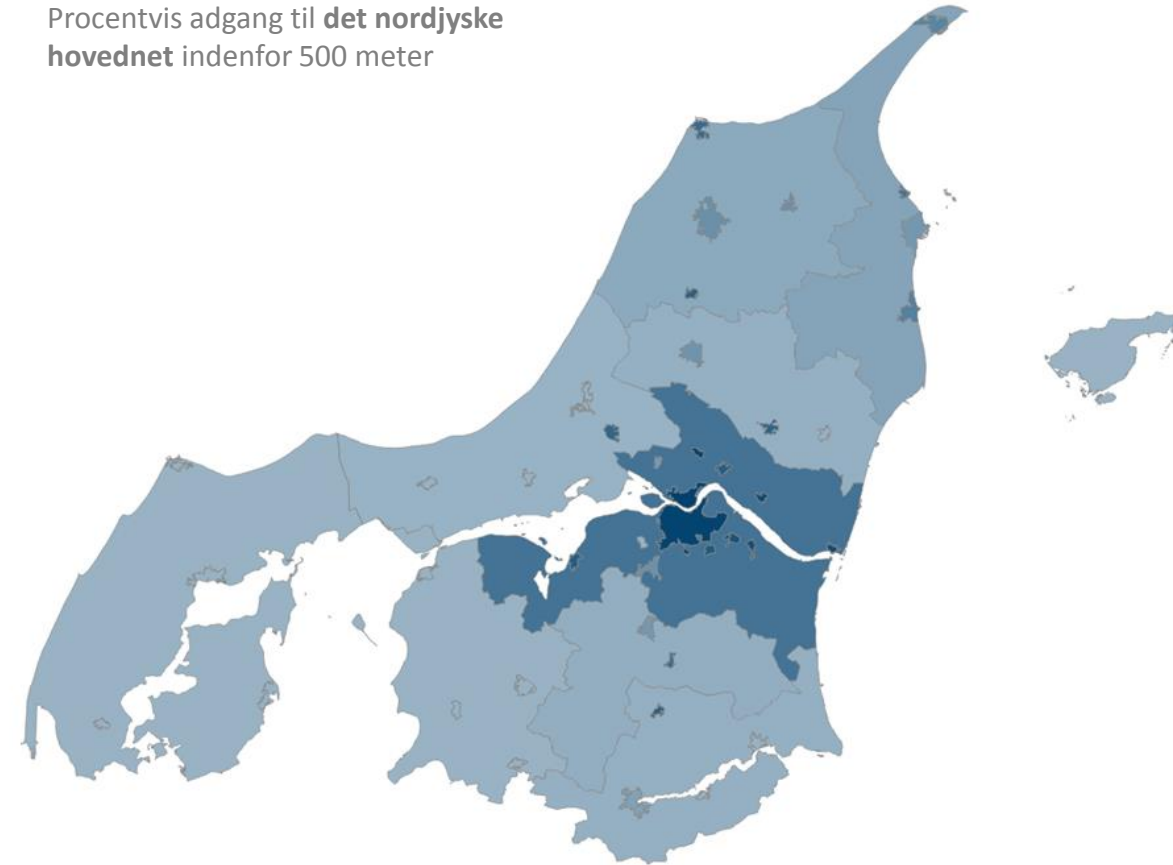 Procentvis adgang til det nordjyske
hovednet indenfor 500 meter